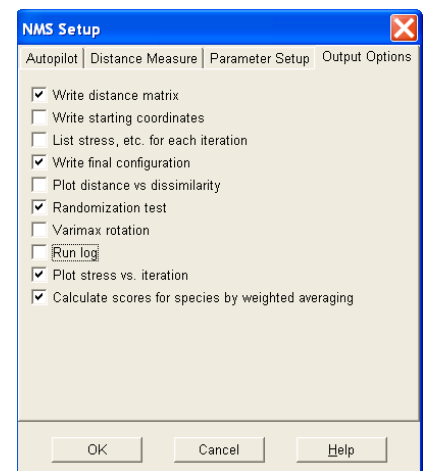 NMS Setup
Autopilot Distance Measure Parameter Setup Output Options
Write distance matrix
Write starting coordinates
List stress, etc. for each iteration
Write final configuration
Plot distance vs dissimilarity
Randomization test
Varimax rotation
Run log
Plot stress vs. iteration
Calculate scores for species by weighted averaging
OK Cancel Help